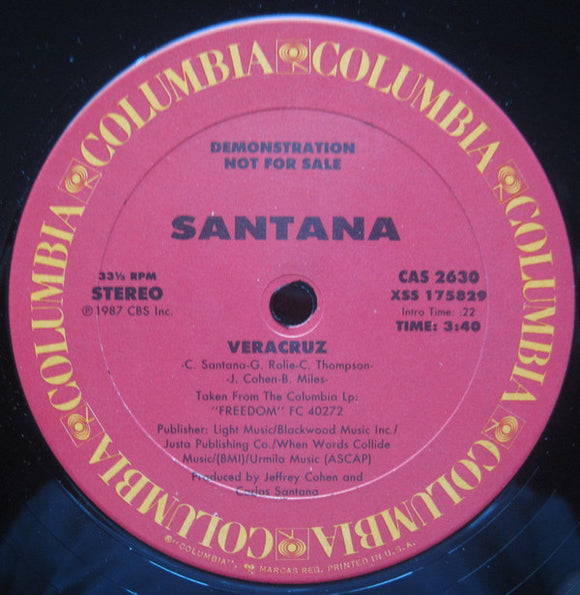 COLUMBIA COLUMBIA COLUMBIA COLUMBIA COLUMBIA COLUMBIA COLUMBIA COLUMBIA COLUMBIA
DEMONSTRATION
NOT FOR SALE
SANTANA
33⅓ RPM
STEREO
℗1987 CBS Inc.
CAS 2630
XSS 175829
Intro Time: :22
TIME: 3:40
VERACRUZ
-C. Santana-G. Rolie-C. Thompson-
-J. Cohen-B. Miles-
Taken From The Columbia Lp:
"FREEDOM" FC 40272
Publisher: Light Music/Blackwood Music Inc./
Justa Publishing Co./When Words Collide
Music/(BMI)/Urmila Music (ASCAP)
Produced by Jeffrey Cohen and
Carlos Santana
®"COLUMBIA", MARCAS REG. PRINTED IN U.S.A.